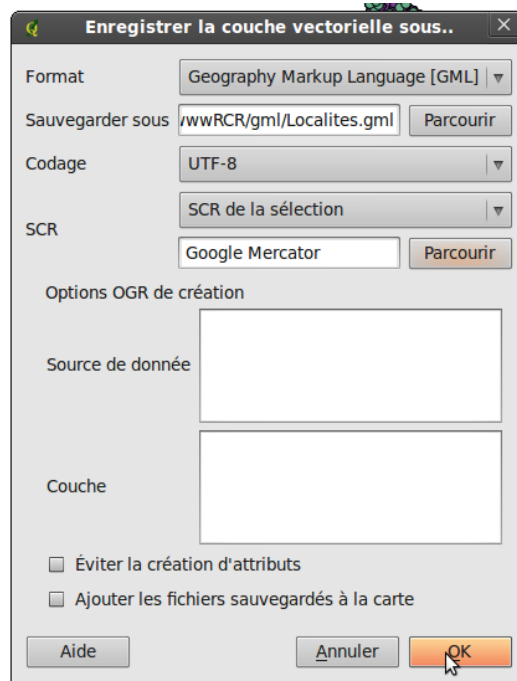 Enregistrer la couche vectorielle sous..
Format
Geography Markup Language [GML]
Sauvegarder sous
wwRCR/gml/Localites.gml
Parcourir
Codage
UTF-8
SCR
SCR de la sélection
Google Mercator
Parcourir
Options OGR de création
Source de donnée
Couche
Éviter la création d'attributs
Ajouter les fichiers sauvegardés à la carte
Aide
Annuler
OK